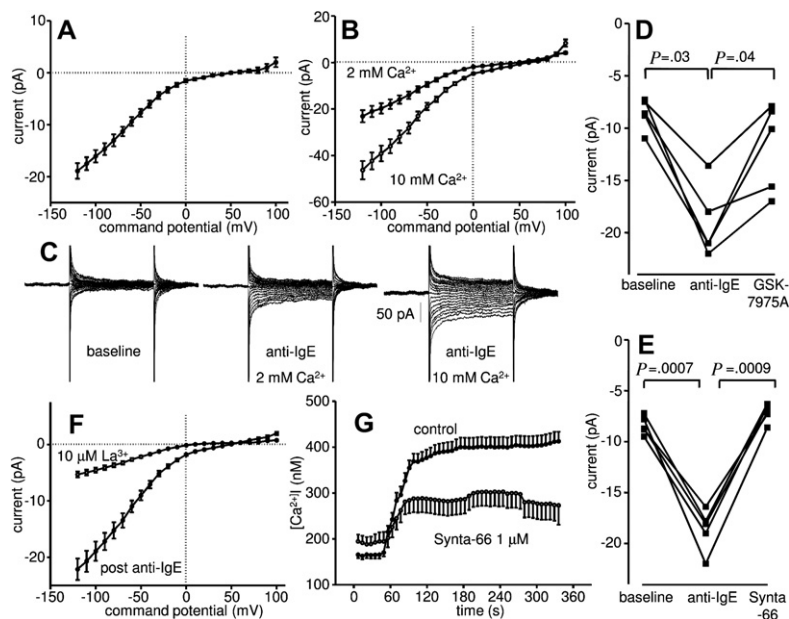 A
current (pA)
10
0
-10
-20
-150 -100 -50 0 50 100
command potential (mV)
B
current (pA)
20
0
-20
-40
-60
2 mM Ca²⁺
10 mM Ca²⁺
-150 -100 -50 0 50 100
command potential (mV)
C
baseline
anti-IgE
2 mM Ca²⁺
50 pA
anti-IgE
10 mM Ca²⁺
D
current (pA)
0
-5
-10
-15
-20
P=.03
P=.04
baseline anti-IgE GSK-
7975A
E
current (pA)
0
-5
-10
-15
-20
P=.0007
P=.0009
baseline anti-IgE Synta
-66
F
current (pA)
5
0
-5
-10
-15
-20
10 µM La³⁺
post anti-IgE
-150 -100 -50 0 50 100
command potential (mV)
G
[Ca²⁺I] (nM)
500
400
300
200
100
control
Synta-66 1 µM
0 60 120 180 240 300 360
time (s)